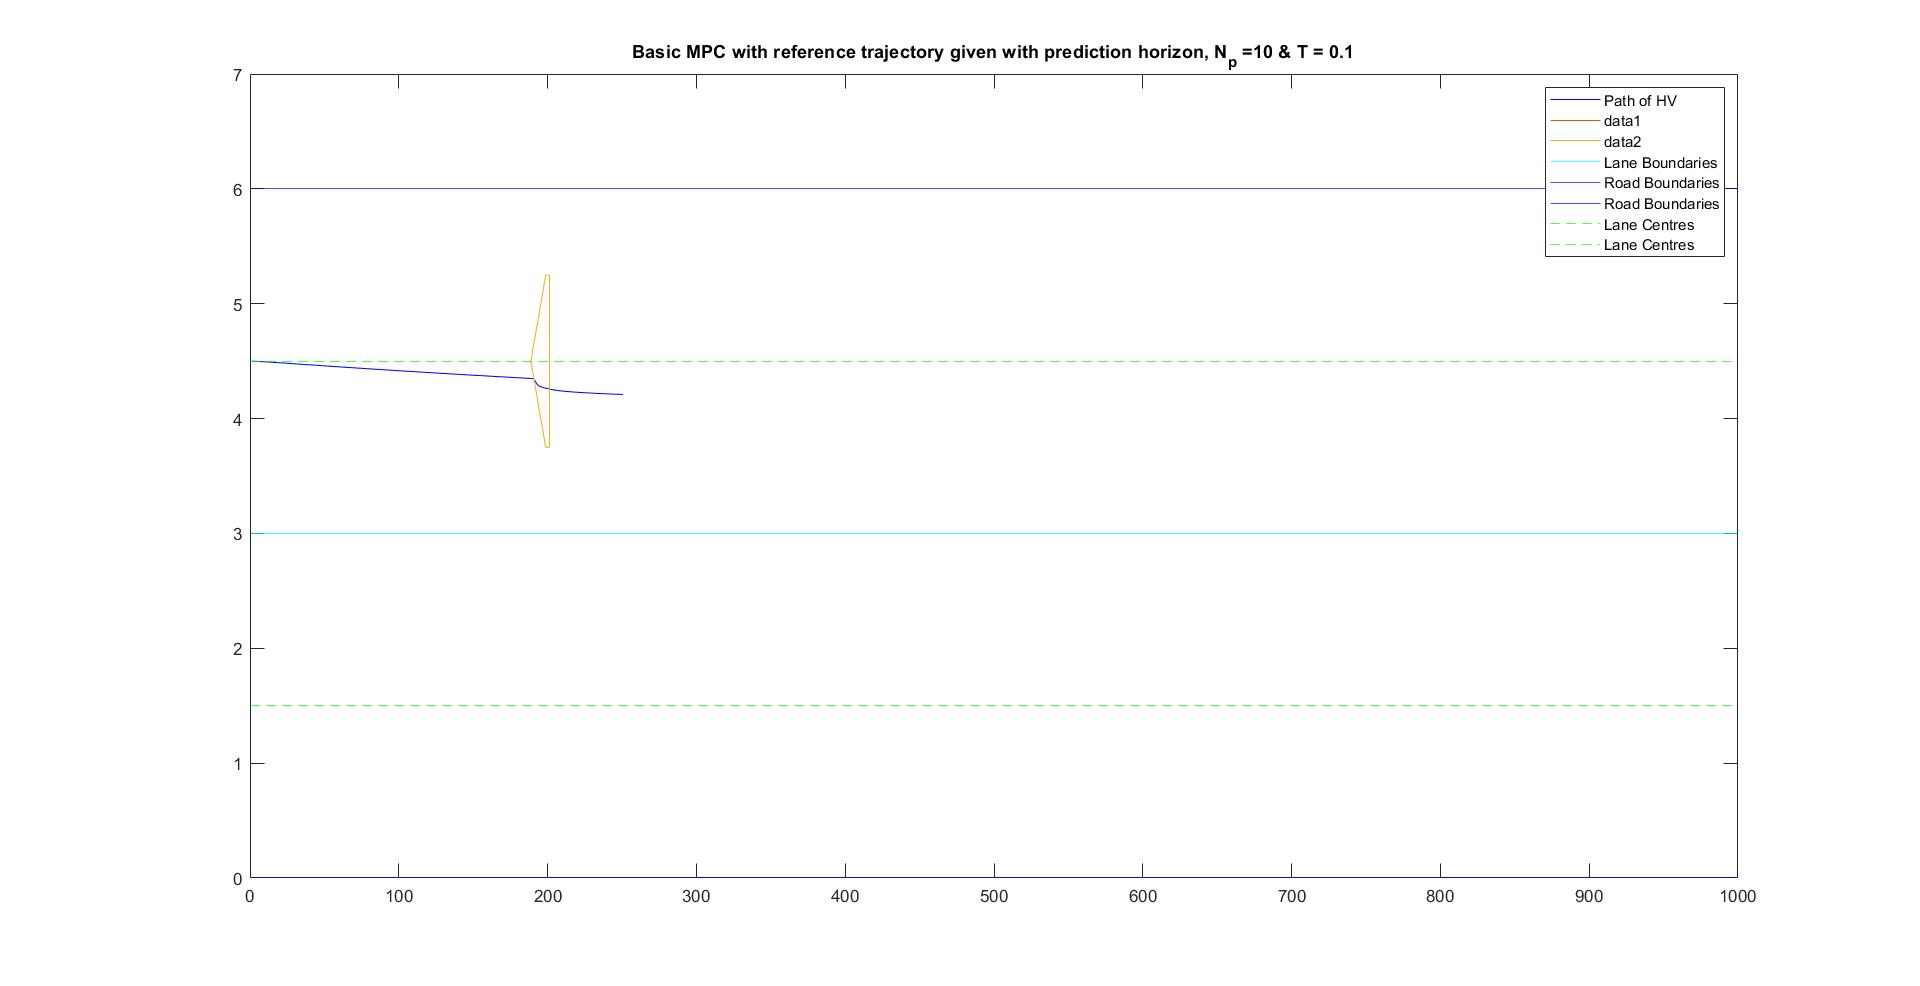 Basic MPC with reference trajectory given with prediction horizon, Np =10 & T = 0.1
7
6
5
4
3
2
1
0
Path of HV
data1
data2
Lane Boundaries
Road Boundaries
Road Boundaries
Lane Centres
Lane Centres
0 100 200 300 400 500 600 700 800 900 1000